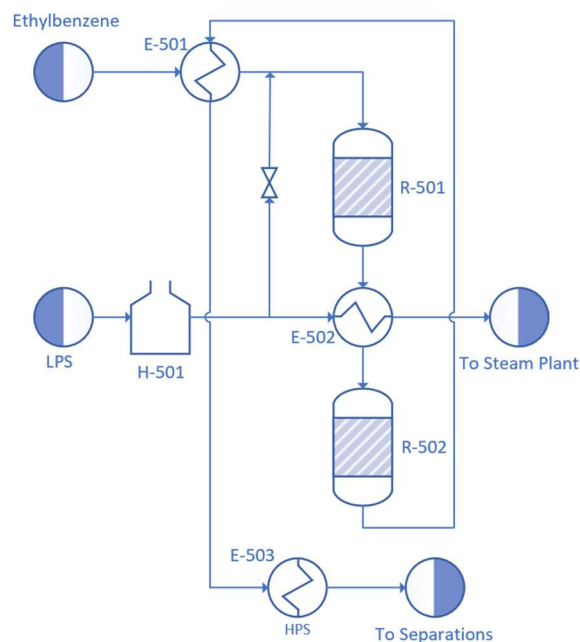 Ethylbenzene
E-501
R-501
LPS
H-501
E-502
To Steam Plant
R-502
E-503
HPS
To Separations